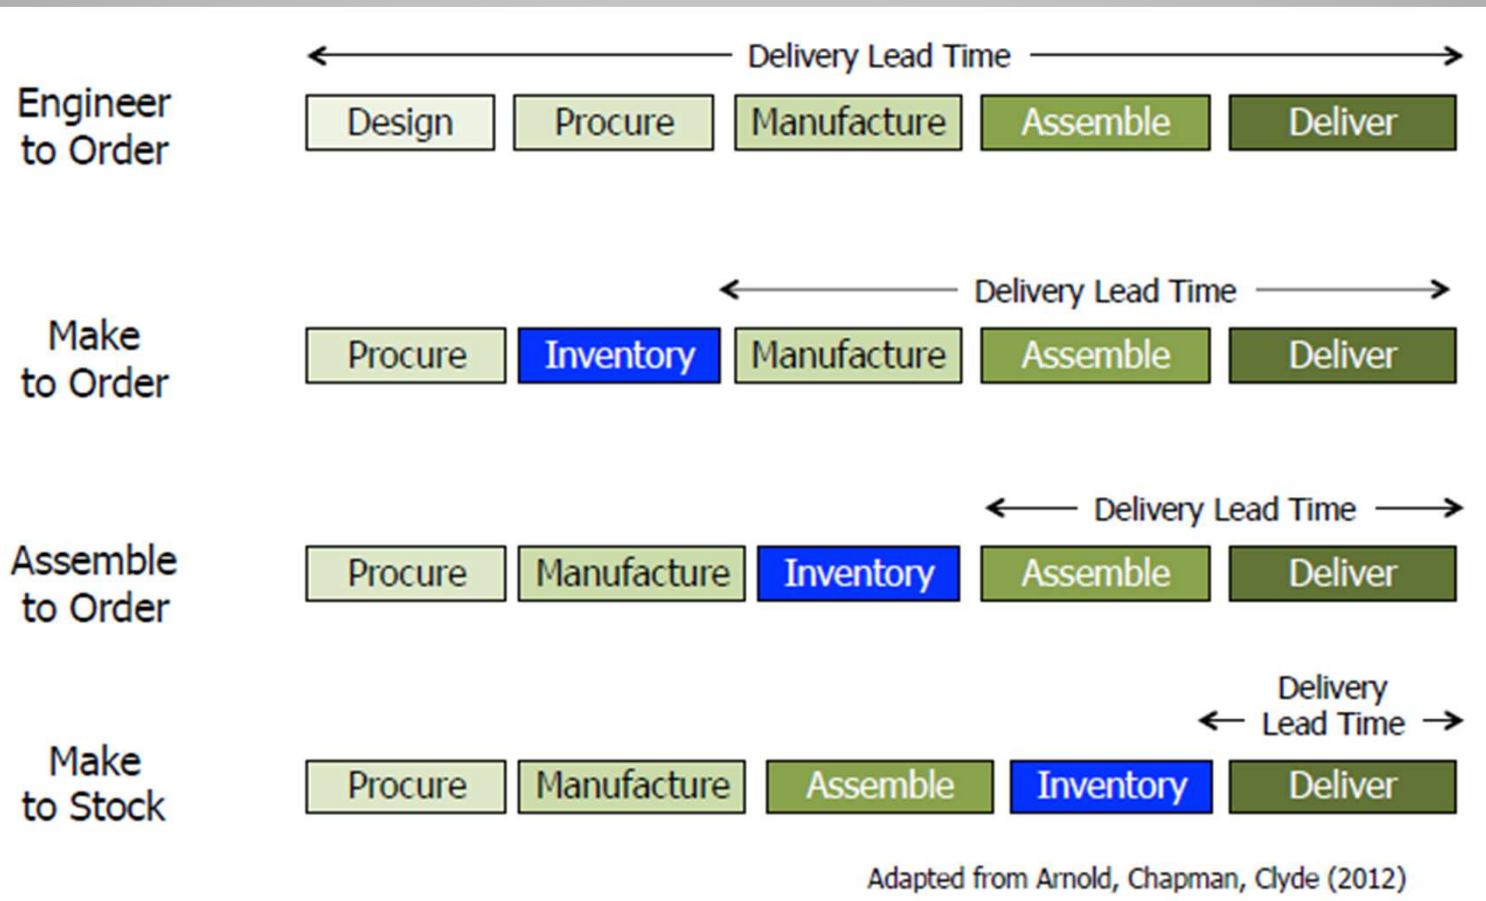 Delivery Lead Time
Engineer
to Order
Design Procure Manufacture Assemble Deliver
Delivery Lead Time
Make
to Order
Procure Inventory Manufacture Assemble Deliver
Delivery Lead Time
Assemble
to Order
Procure Manufacture Inventory Assemble Deliver
Delivery
Lead Time
Make
to Stock
Procure Manufacture Assemble Inventory Deliver
Adapted from Arnold, Chapman, Clyde (2012)